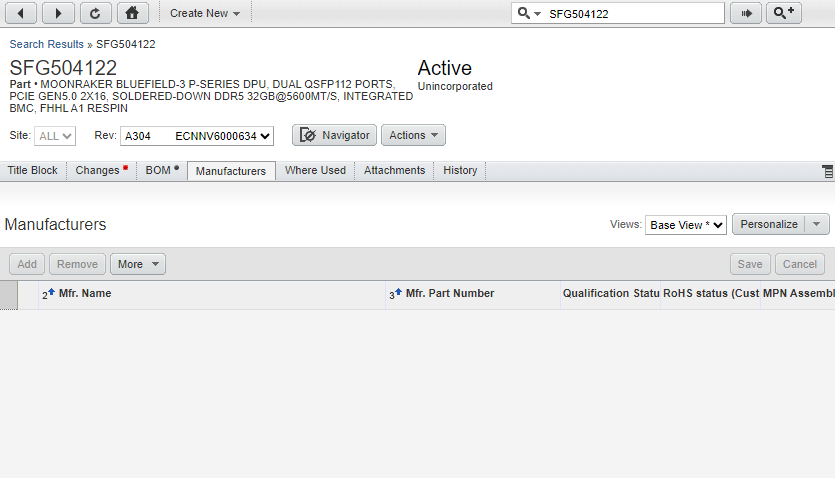 Create New
SFG504122
Search Results » SFG504122
SFG504122
Active
Part • MOONRAKER BLUEFIELD-3 P-SERIES DPU, DUAL QSFP112 PORTS,
PCIE GEN5.0 2X16, SOLDERED-DOWN DDR5 32GB@5600MT/S, INTEGRATED
BMC, FHHL A1 RESPIN
Unincorporated
Site: ALL Rev: A304 ECNNV6000634 Navigator Actions
Title Block Changes BOM Manufacturers Where Used Attachments History
Manufacturers
Views: Base View * Personalize
Add Remove More Save Cancel
2 Mfr. Name 3 Mfr. Part Number Qualification Statu RoHS status (Cust MPN Assembl